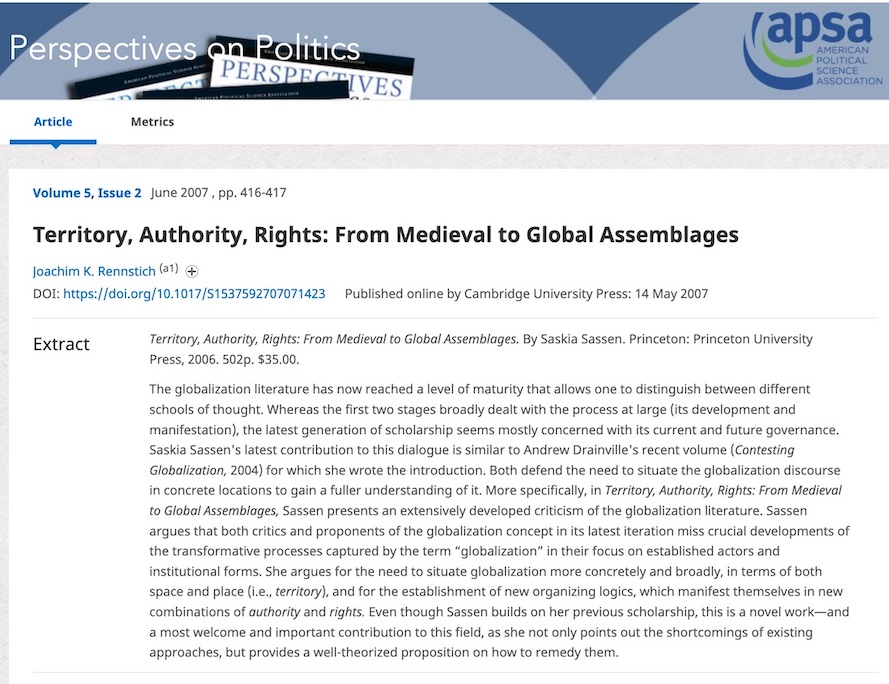 Perspectives on Politics
PERSPECTIVES
apsa
AMERICAN
POLITICAL
SCIENCE
ASSOCIATION
Article Metrics
Volume 5, Issue 2 June 2007 , pp. 416-417
Territory, Authority, Rights: From Medieval to Global Assemblages
Joachim K. Rennstich (a1)
DOI: https://doi.org/10.1017/S1537592707071423 Published online by Cambridge University Press: 14 May 2007
Extract
Territory, Authority, Rights: From Medieval to Global Assemblages. By Saskia Sassen. Princeton: Princeton University
Press, 2006. 502p. $35.00.
The globalization literature has now reached a level of maturity that allows one to distinguish between different
schools of thought. Whereas the first two stages broadly dealt with the process at large (its development and
manifestation), the latest generation of scholarship seems mostly concerned with its current and future governance.
Saskia Sassen's latest contribution to this dialogue is similar to Andrew Drainville's recent volume (Contesting
Globalization, 2004) for which she wrote the introduction. Both defend the need to situate the globalization discourse
in concrete locations to gain a fuller understanding of it. More specifically, in Territory, Authority, Rights: From Medieval
to Global Assemblages, Sassen presents an extensively developed criticism of the globalization literature. Sassen
argues that both critics and proponents of the globalization concept in its latest iteration miss crucial developments of
the transformative processes captured by the term “globalization” in their focus on established actors and
institutional forms. She argues for the need to situate globalization more concretely and broadly, in terms of both
space and place (i.e., territory), and for the establishment of new organizing logics, which manifest themselves in new
combinations of authority and rights. Even though Sassen builds on her previous scholarship, this is a novel work—and
a most welcome and important contribution to this field, as she not only points out the shortcomings of existing
approaches, but provides a well-theorized proposition on how to remedy them.